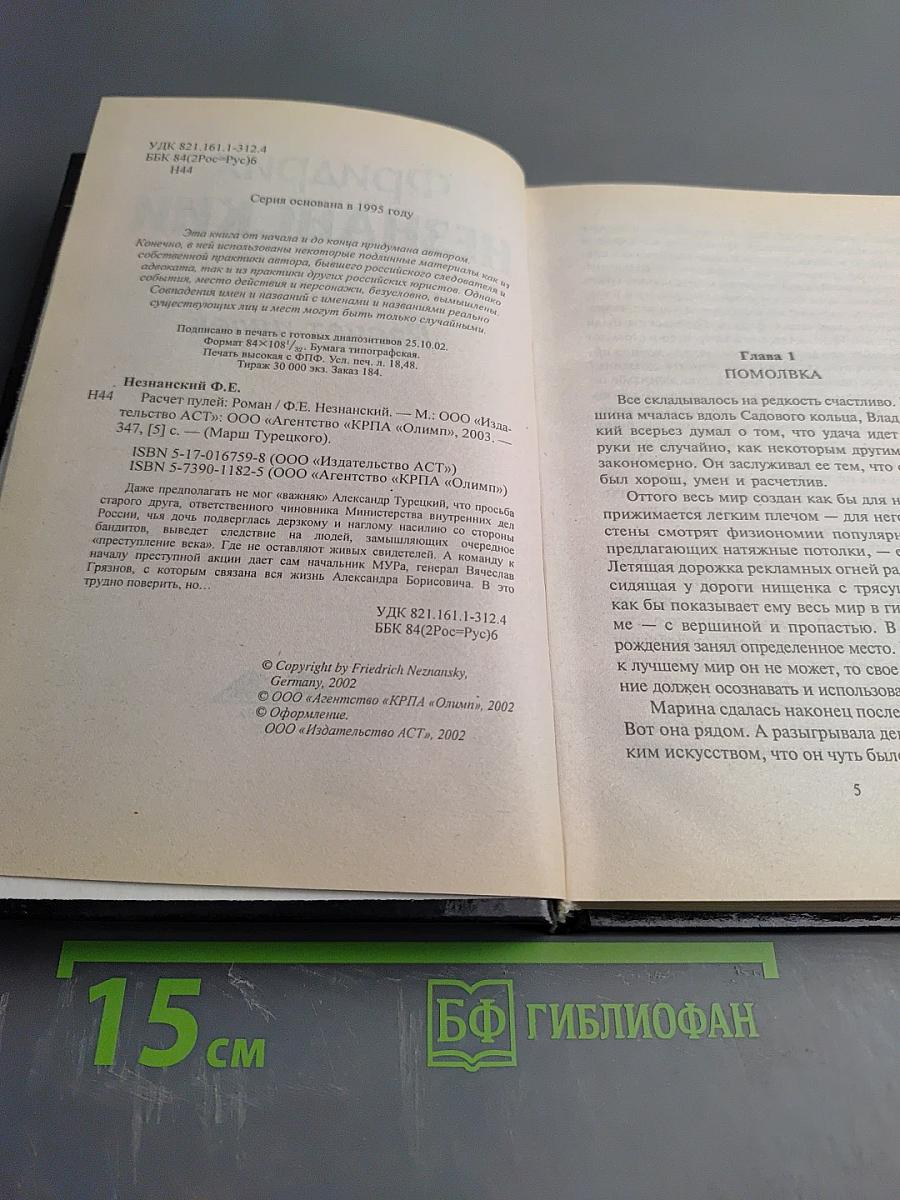 УДК 821.161.1-312.4
ББК 84(2Рос=Рус)6
Н44
Серия основана в 1995 году
Эта книга от начала и до конца придумана автором.
Конечно, в ней использованы некоторые подлинные материалы как из
собственной практики автора, бывшего российского следователя и
адвоката, так и из практики других российских юристов. Однако
события, место действия и персонажи, безусловно, вымышлены.
Совпадения имен и названий с именами и названиями реально
существующих лиц и мест могут быть только случайными.
Подписано в печать с готовых диапозитивов 25.10.02.
Формат 84×108 1/32. Бумага типографская.
Печать высокая с ФПФ. Усл. печ. л. 18,48.
Тираж 30 000 экз. Заказ 184.
Незнанский Ф.Е.
Н44 Расчет пулей: Роман / Ф.Е. Незнанский. — М.: ООО «Изда-
тельство АСТ»: ООО «Агентство «КРПА «Олимп», 2003. —
347, [5] с. — (Марш Турецкого).
ISBN 5-17-016759-8 (ООО «Издательство АСТ»)
ISBN 5-7390-1182-5 (ООО «Агентство «КРПА «Олимп»)
Даже предполагать не мог «важняк» Александр Турецкий, что просьба
старого друга, ответственного чиновника Министерства внутренних дел
России, чья дочь подверглась дерзкому и наглому насилию со стороны
бандитов, выведет следствие на людей, замышляющих очередное
«преступление века». Где не оставляют живых свидетелей. А команду к
началу преступной акции дает сам начальник МУРа, генерал Вячеслав
Грязнов, с которым связана вся жизнь Александра Борисовича. В это
трудно поверить, но...
УДК 821.161.1-312.4
ББК 84(2Рос=Рус)6
© Copyright by Friedrich Neznansky,
Germany, 2002
© ООО «Агентство «КРПА «Олимп», 2002
© Оформление.
ООО «Издательство АСТ», 2002
Глава 1
ПОМОЛВКА
Все складывалось на редкость счастливо.
шина мчалась вдоль Садового кольца, Влад
кий всерьез думал о том, что удача идет
руки не случайно, как некоторым другим
закономерно. Он заслуживал ее тем, что
был хорош, умен и расчетлив.
Оттого весь мир создан как бы для н
прижимается легким плечом — для него
стены смотрят физиономии популярн
предлагающих натяжные потолки, — е
Летящая дорожка рекламных огней рад
сидящая у дороги нищенка с трясущ
как бы показывает ему весь мир в ги
ме — с вершиной и пропастью. В
рождения занял определенное место.
к лучшему мир он не может, то свое
ние должен осознавать и использова
Марина сдалась наконец после
Вот она рядом. А разыгрывала де
ким искусством, что он чуть было
5
15 см
БФ ГИБЛИОФАН